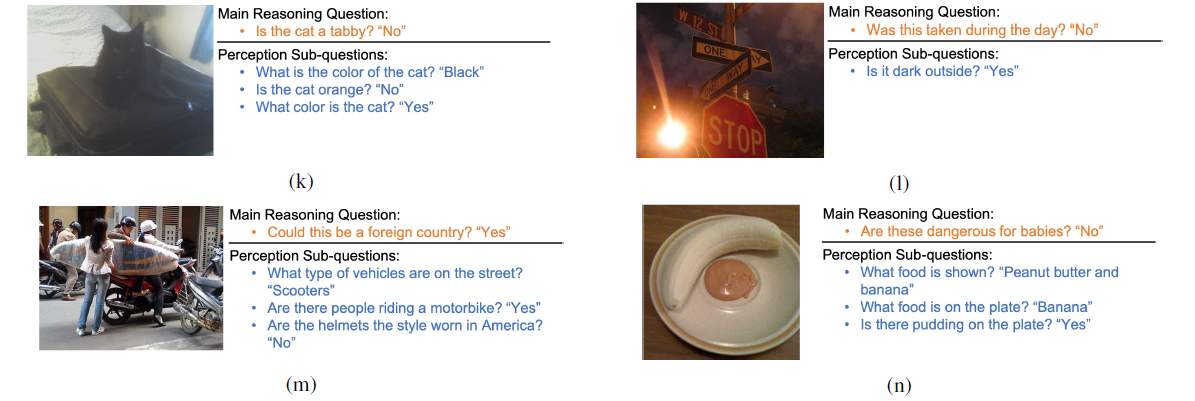 Main Reasoning Question:
• Is the cat a tabby? “No”
Perception Sub-questions:
• What is the color of the cat? “Black”
• Is the cat orange? “No”
• What color is the cat? “Yes”
(k)
W 12 ST
ONE
WAY
STOP
Main Reasoning Question:
• Was this taken during the day? “No”
Perception Sub-questions:
• Is it dark outside? “Yes”
(l)
Main Reasoning Question:
• Could this be a foreign country? “Yes”
Perception Sub-questions:
• What type of vehicles are on the street?
“Scooters”
• Are there people riding a motorbike? “Yes”
• Are the helmets the style worn in America?
“No”
(m)
Main Reasoning Question:
• Are these dangerous for babies? “No”
Perception Sub-questions:
• What food is shown? “Peanut butter and
banana”
• What food is on the plate? “Banana”
• Is there pudding on the plate? “Yes”
(n)